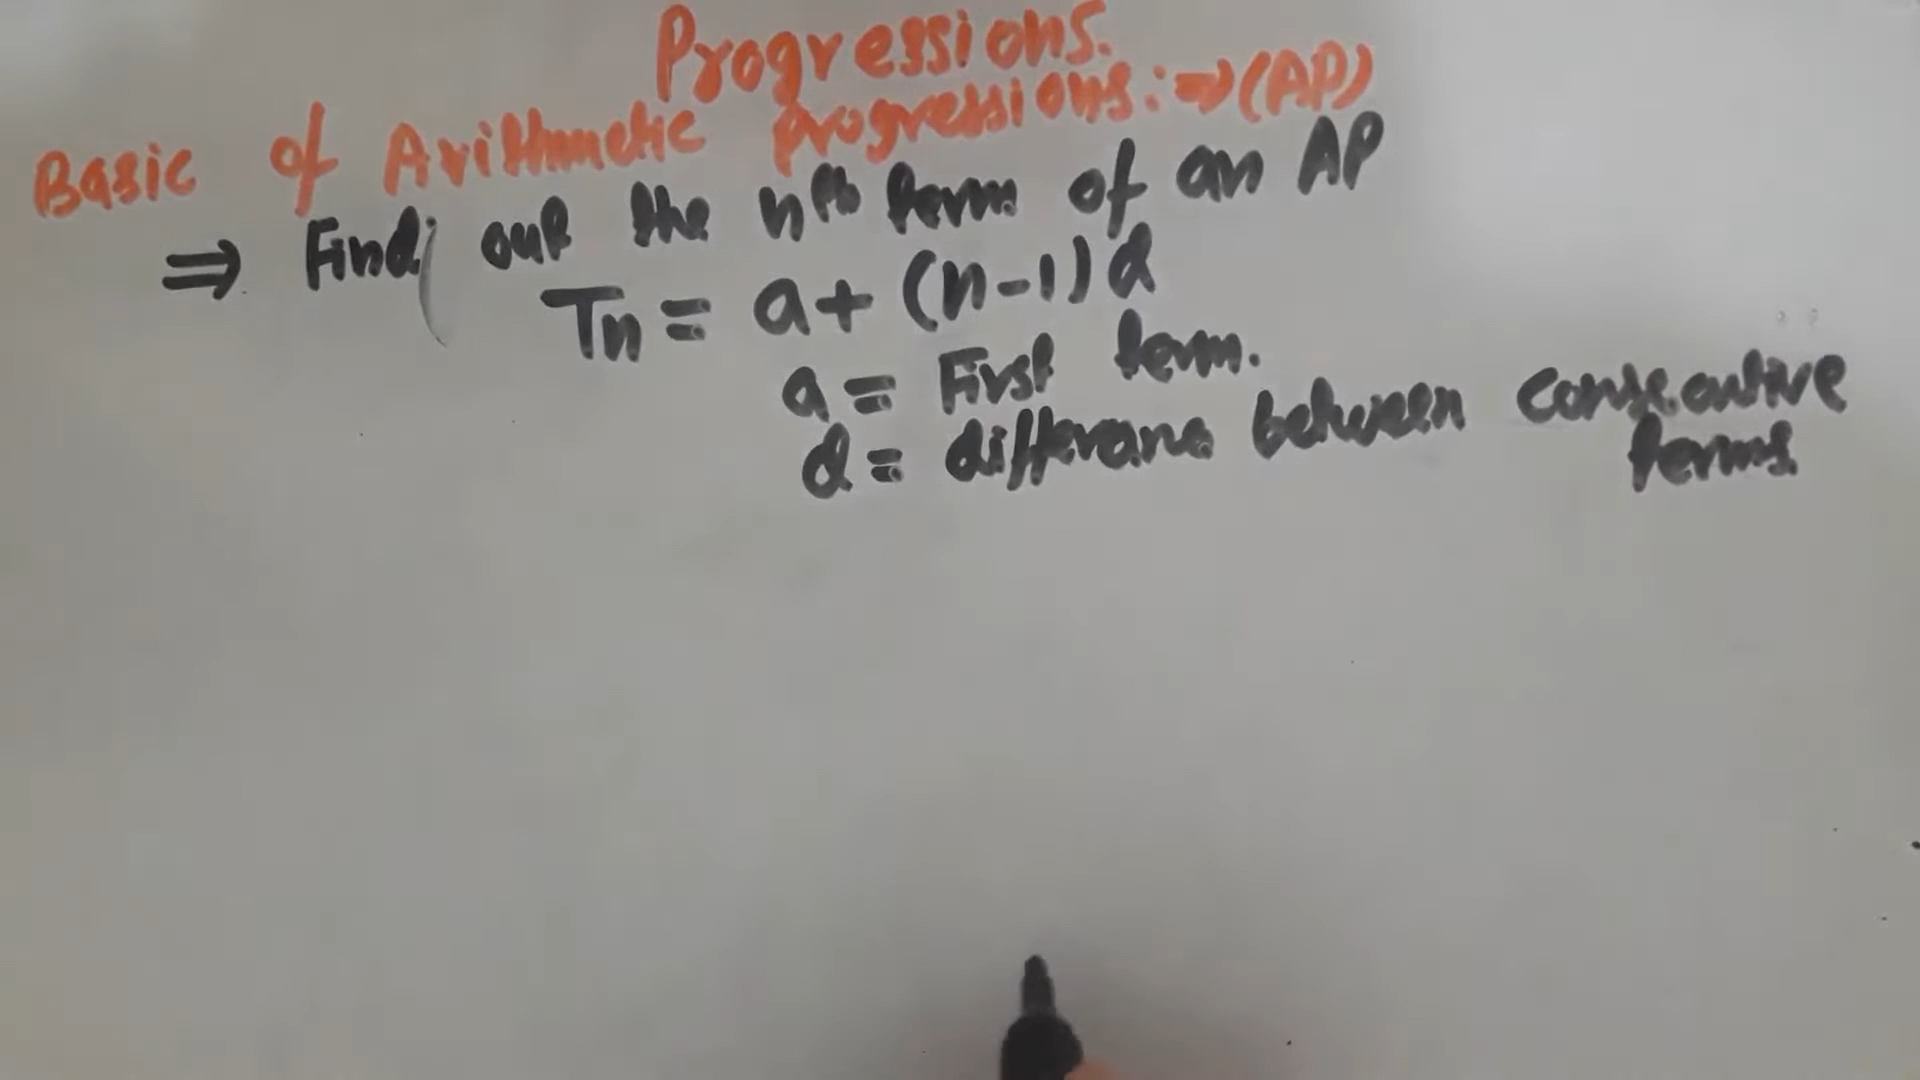 Progressions.
Basic of Arithmetic progressions:⇒(AP)
⇒ Find out the nth term of an AP
Tn = a+ (n-1)d
a = First term.
d = difference between consecutive
terms.